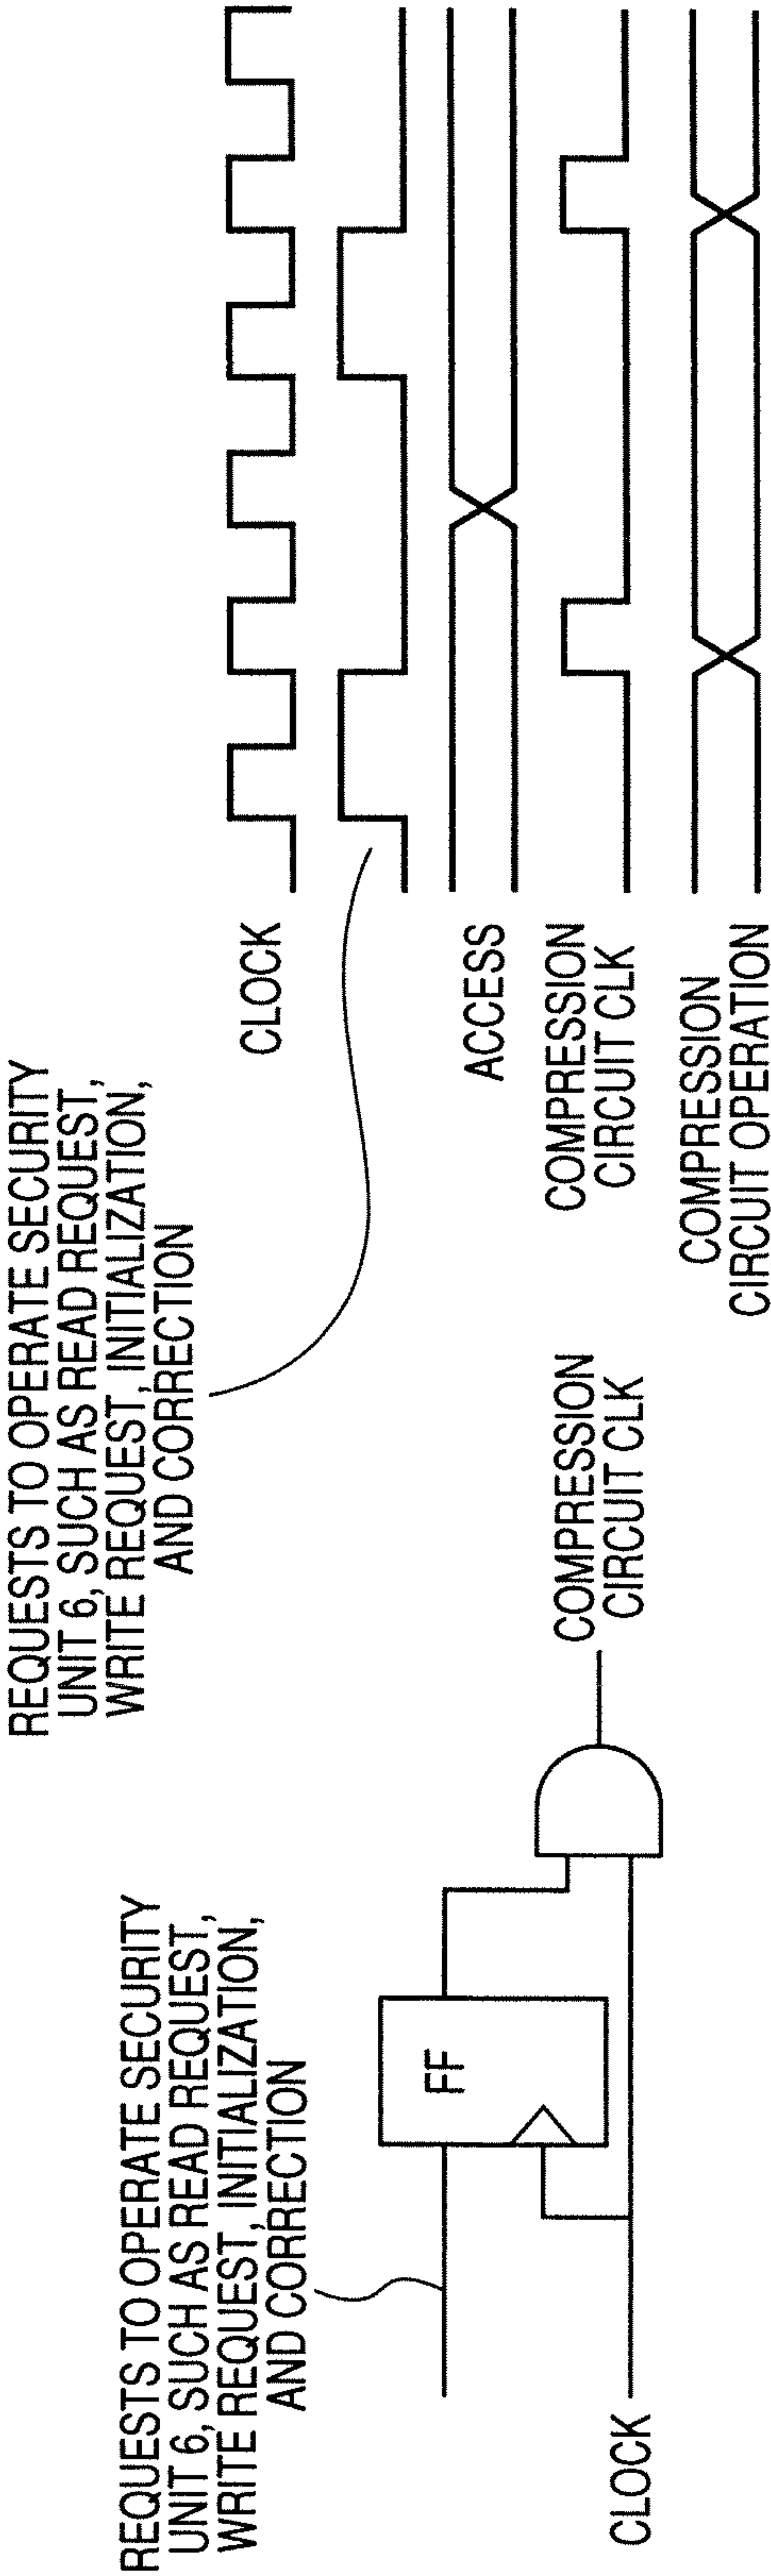 REQUESTS TO OPERATE SECURITY
UNIT 6, SUCH AS READ REQUEST,
WRITE REQUEST, INITIALIZATION,
AND CORRECTION
FF
CLOCK
COMPRESSION
CIRCUIT CLK
REQUESTS TO OPERATE SECURITY
UNIT 6, SUCH AS READ REQUEST,
WRITE REQUEST, INITIALIZATION,
AND CORRECTION
CLOCK
ACCESS
COMPRESSION
CIRCUIT CLK
COMPRESSION
CIRCUIT OPERATION